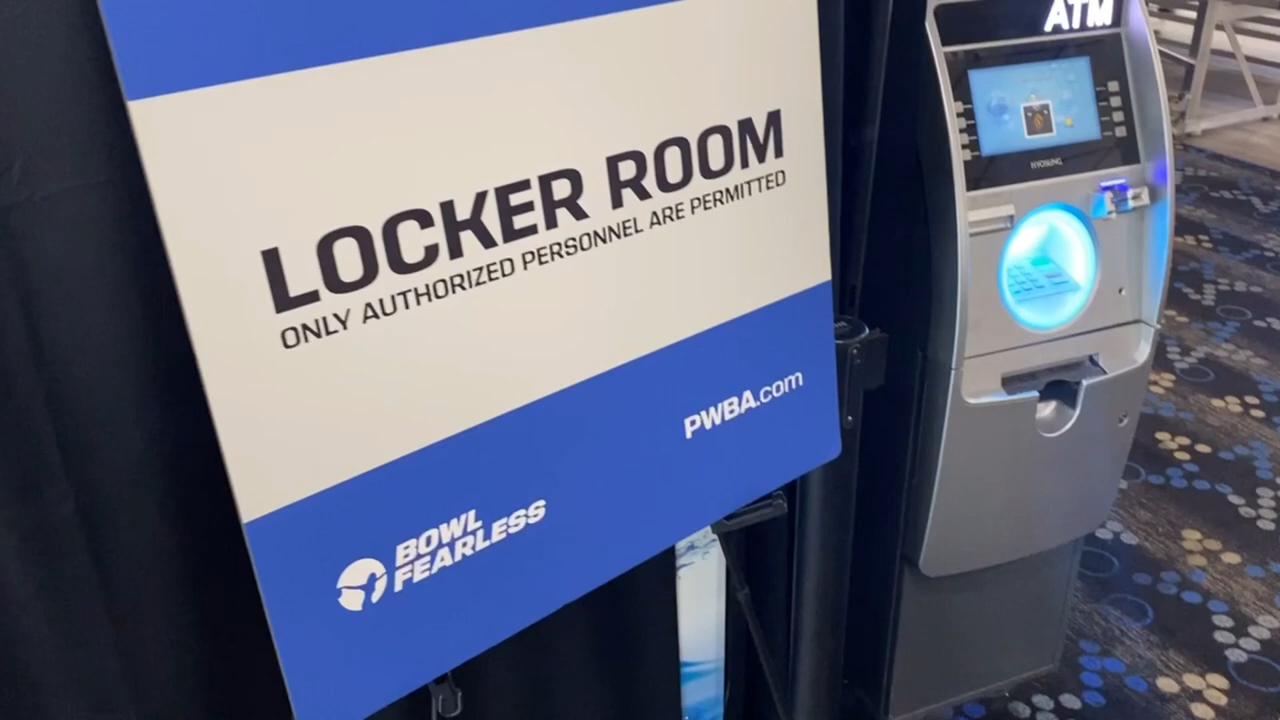 LOCKER ROOM
ONLY AUTHORIZED PERSONNEL ARE PERMITTED
PWBA.com
BOWL
FEARLESS
ATM
HYOSUNG